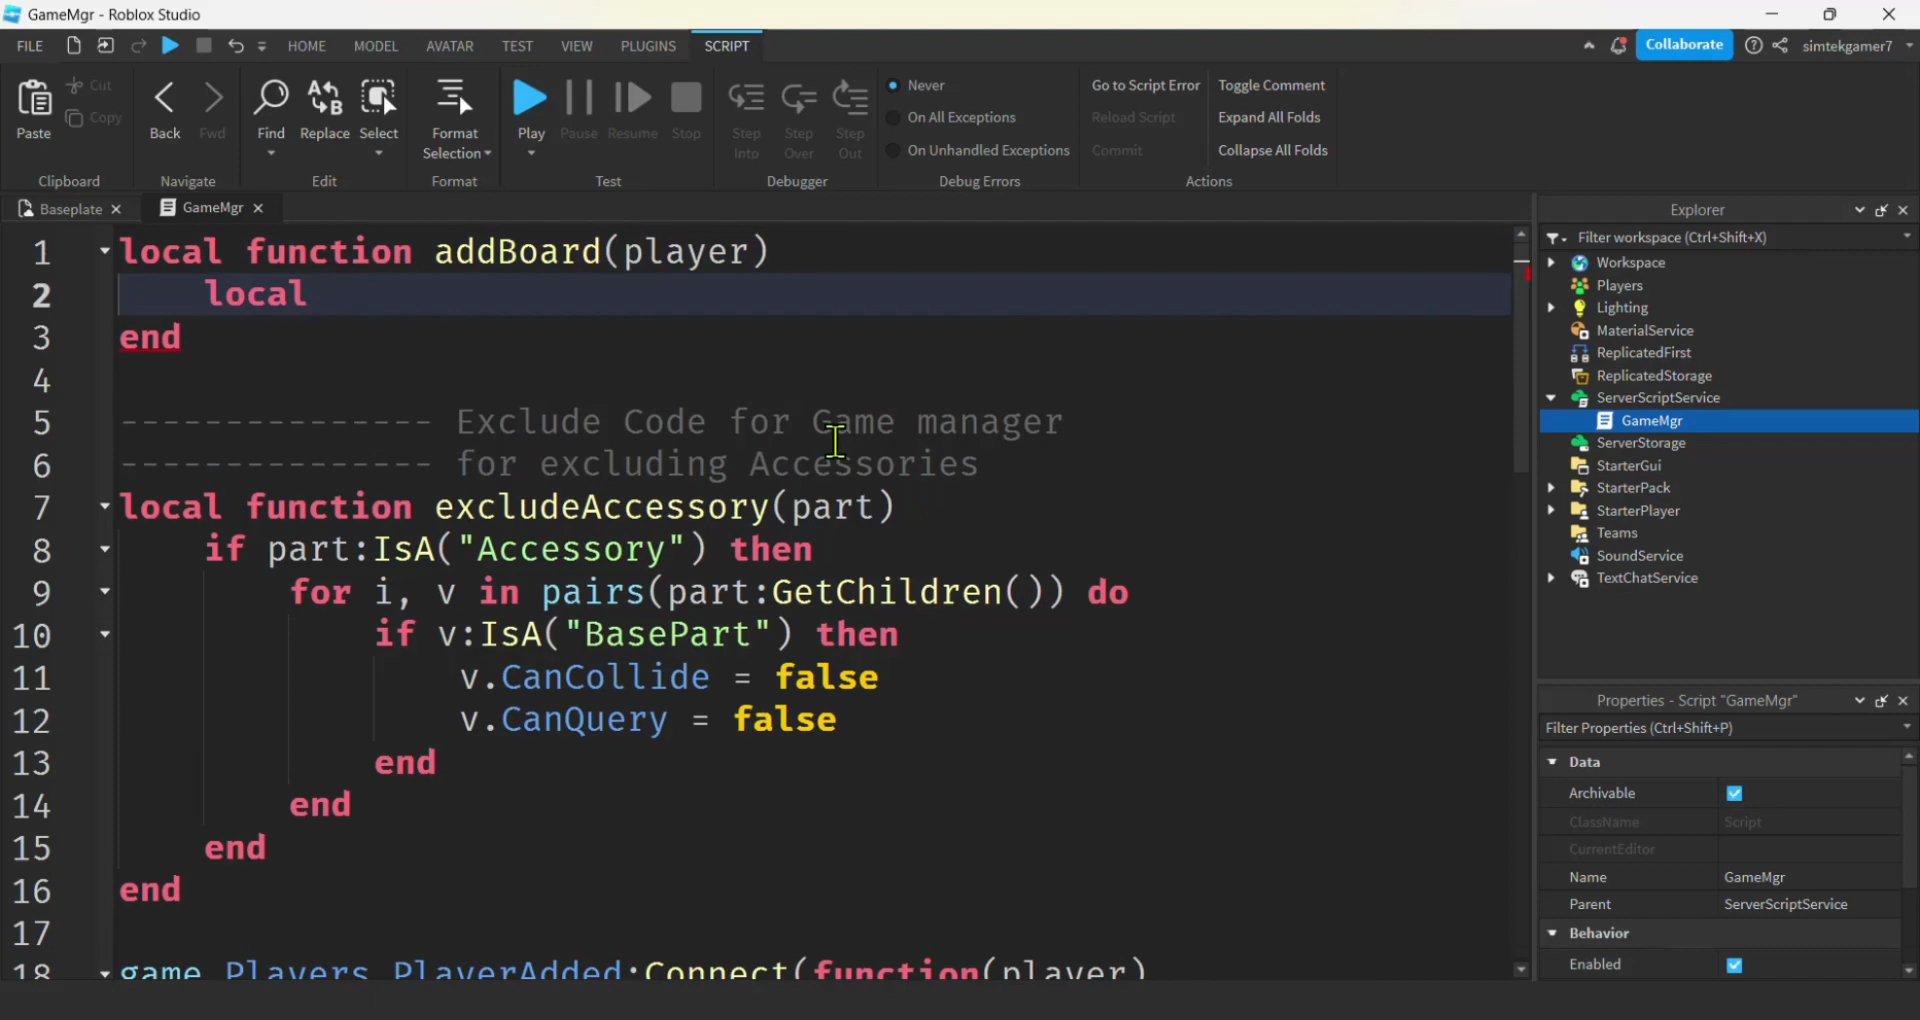 GameMgr - Roblox Studio
FILE HOME MODEL AVATAR TEST VIEW PLUGINS SCRIPT Collaborate simtekgamer7
Paste Cut Copy
Clipboard
Back Fwd
Navigate
Find Replace Select
Edit
Format Selection
Format
Play Pause Resume Stop
Test
Step Into Step Over Step Out
Debugger
Never
On All Exceptions
On Unhandled Exceptions
Debug Errors
Go to Script Error Toggle Comment
Reload Script Expand All Folds
Commit Collapse All Folds
Actions
Baseplate GameMgr
1 local function addBoard(player)
2 local
3 end
4
5 --------------- Exclude Code for Game manager
6 --------------- for excluding Accessories
7 local function excludeAccessory(part)
8 if part:IsA("Accessory") then
9 for i, v in pairs(part:GetChildren()) do
10 if v:IsA("BasePart") then
11 v.CanCollide = false
12 v.CanQuery = false
13 end
14 end
15 end
16 end
17
18 game.Players.PlayerAdded:Connect(function(player)
Explorer
Filter workspace (Ctrl+Shift+X)
Workspace
Players
Lighting
MaterialService
ReplicatedFirst
ReplicatedStorage
ServerScriptService
GameMgr
ServerStorage
StarterGui
StarterPack
StarterPlayer
Teams
SoundService
TextChatService
Properties - Script "GameMgr"
Filter Properties (Ctrl+Shift+P)
Data
Archivable
ClassName Script
CurrentEditor
Name GameMgr
Parent ServerScriptService
Behavior
Enabled